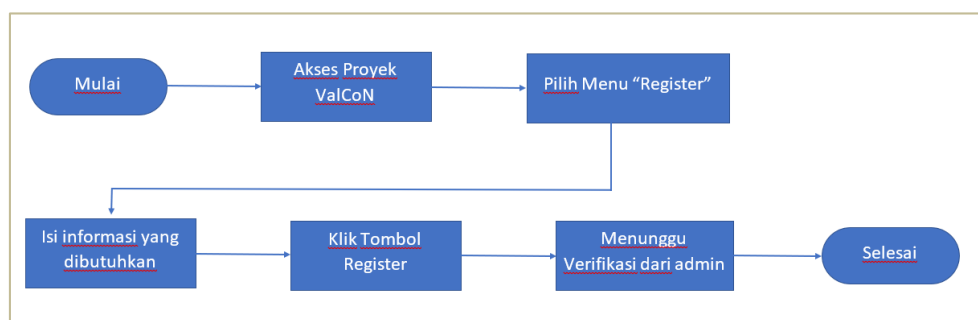 Mulai
Akses Proyek
ValCoN
Pilih Menu “Register”
Isi informasi yang
dibutuhkan
Klik Tombol
Register
Menunggu
Verifikasi dari admin
Selesai